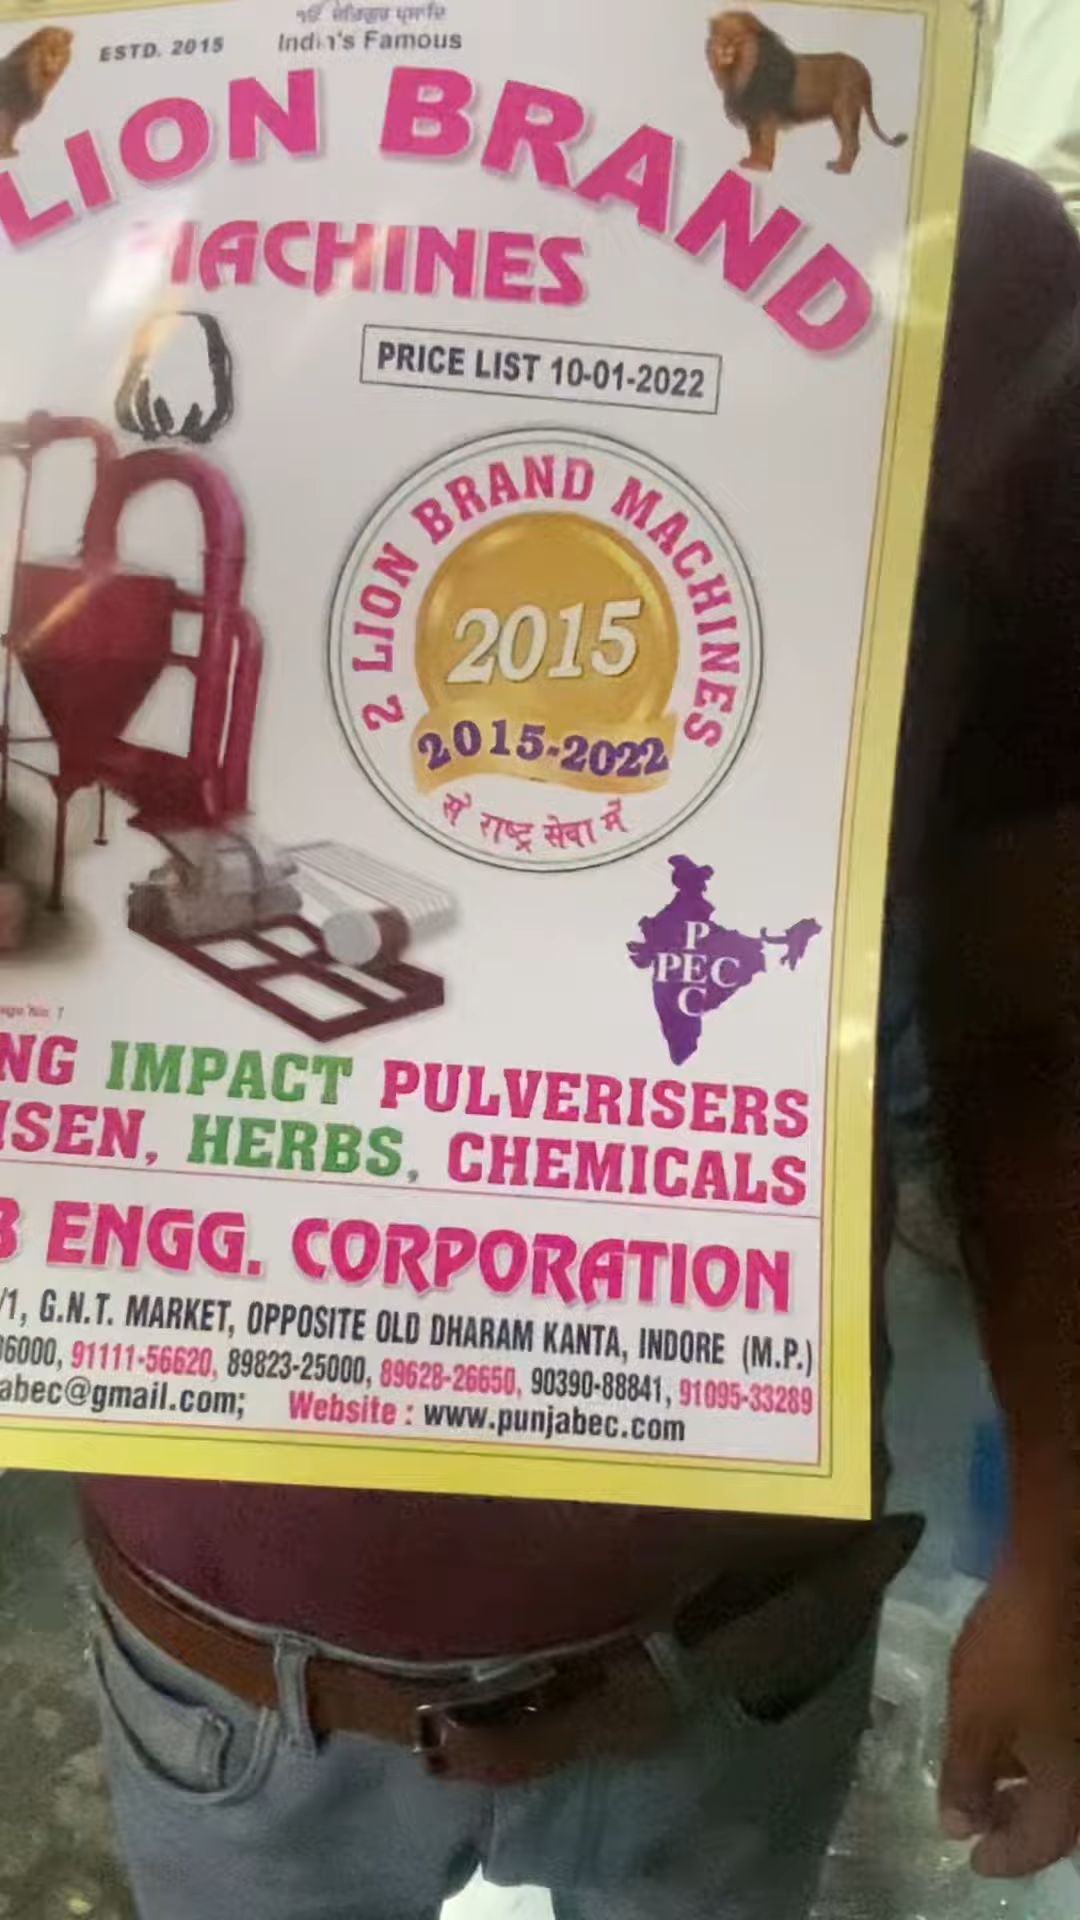 ESTD. 2015
India's Famous
LION BRAND
MACHINES
PRICE LIST 10-01-2022
2 LION BRAND MACHINES
2015
2015-2022
से राष्ट्र सेवा में
P
PEC
C
NG IMPACT PULVERISERS
ISEN, HERBS, CHEMICALS
B ENGG. CORPORATION
/1, G.N.T. MARKET, OPPOSITE OLD DHARAM KANTA, INDORE (M.P.)
6000, 91111-56620, 89823-25000, 89628-26650, 90390-88841, 91095-33289
abec@gmail.com; Website : www.punjabec.com